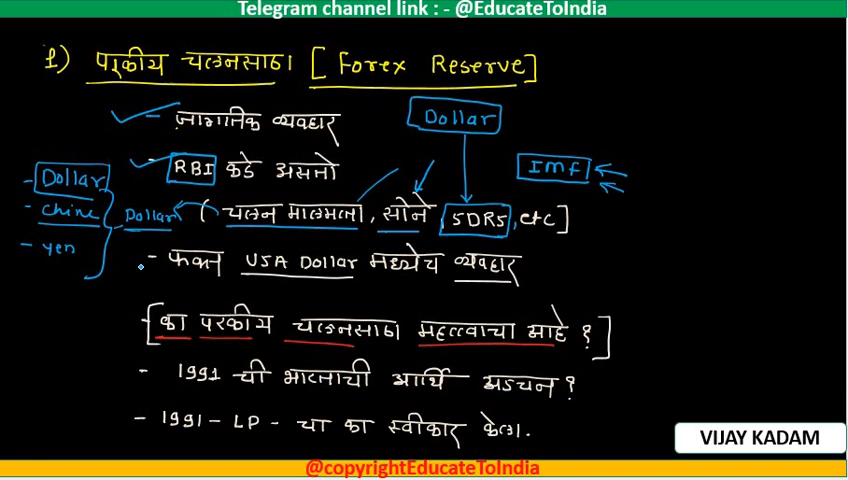 Telegram channel link : - @EducateToIndia
1) परकीय चलनसाठा [ Forex Reserve ]
- जागतिक व्यवहार
Dollar
- RBI कडे असतो
IMF
- Dollar
- Chine
- yen
Dollar
( चलन मालमत्ता, सोने, SDRS, etc ]
- फक्त USA Dollar मध्येच व्यवहार
- [ का परकीय चलनसाठा महत्वाचा आहे ? ]
- 1991 ची भारताची आर्थि अडचन ?
- 1991 - LP - चा का स्वीकार केला.
VIJAY KADAM
@copyrightEducateToIndia